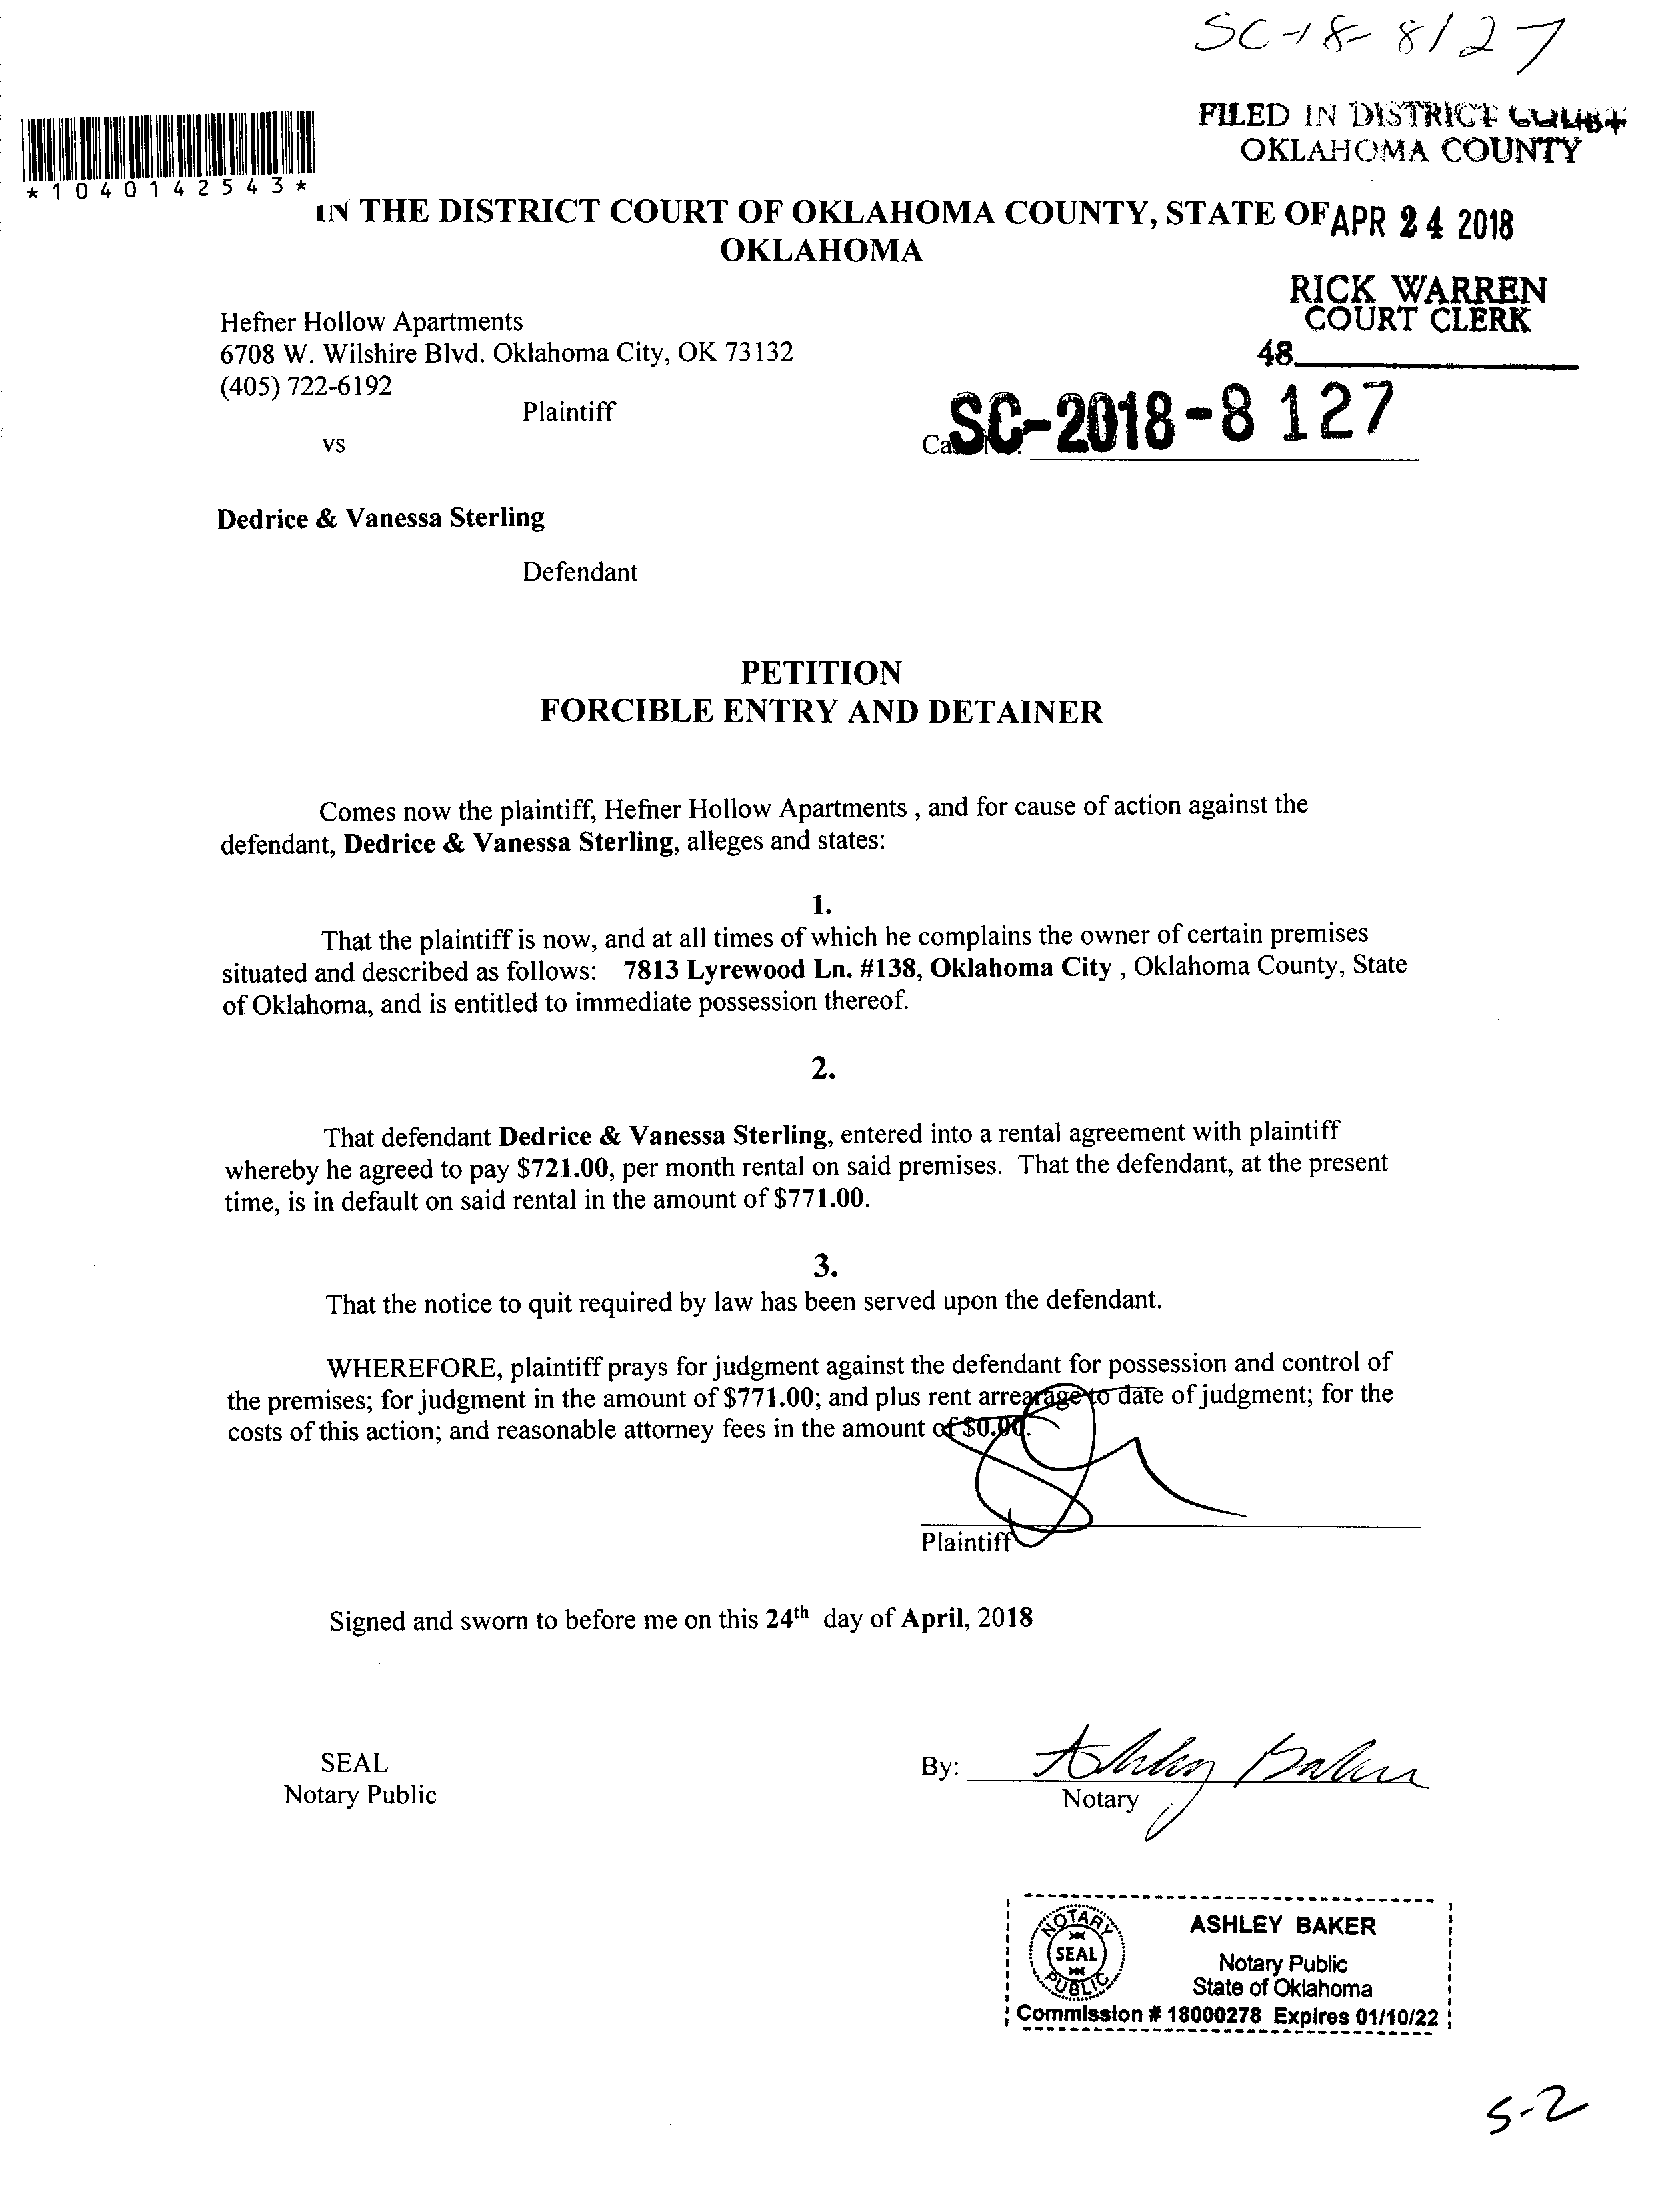 SC-18-8127
FILED IN DISTRICT COURT
OKLAHOMA COUNTY
*1040142543*
IN THE DISTRICT COURT OF OKLAHOMA COUNTY, STATE OF APR 24 2018
OKLAHOMA
RICK WARREN
COURT CLERK
48
Hefner Hollow Apartments
6708 W. Wilshire Blvd. Oklahoma City, OK 73132
(405) 722-6192
Plaintiff
SC-2018-8127
vs
Dedrice & Vanessa Sterling
Defendant
PETITION
FORCIBLE ENTRY AND DETAINER
Comes now the plaintiff, Hefner Hollow Apartments , and for cause of action against the
defendant, Dedrice & Vanessa Sterling, alleges and states:
1.
That the plaintiff is now, and at all times of which he complains the owner of certain premises
situated and described as follows: 7813 Lyrewood Ln. #138, Oklahoma City , Oklahoma County, State
of Oklahoma, and is entitled to immediate possession thereof.
2.
That defendant Dedrice & Vanessa Sterling, entered into a rental agreement with plaintiff
whereby he agreed to pay $721.00, per month rental on said premises. That the defendant, at the present
time, is in default on said rental in the amount of $771.00.
3.
That the notice to quit required by law has been served upon the defendant.
WHEREFORE, plaintiff prays for judgment against the defendant for possession and control of
the premises; for judgment in the amount of $771.00; and plus rent arrearage to date of judgment; for the
costs of this action; and reasonable attorney fees in the amount of $0.00.
Plaintiff
Signed and sworn to before me on this 24th day of April, 2018
SEAL
Notary Public
By: Ashley Baker
Notary
NOTARY
SEAL
PUBLIC
ASHLEY BAKER
Notary Public
State of Oklahoma
Commission # 18000278 Expires 01/10/22
5-2